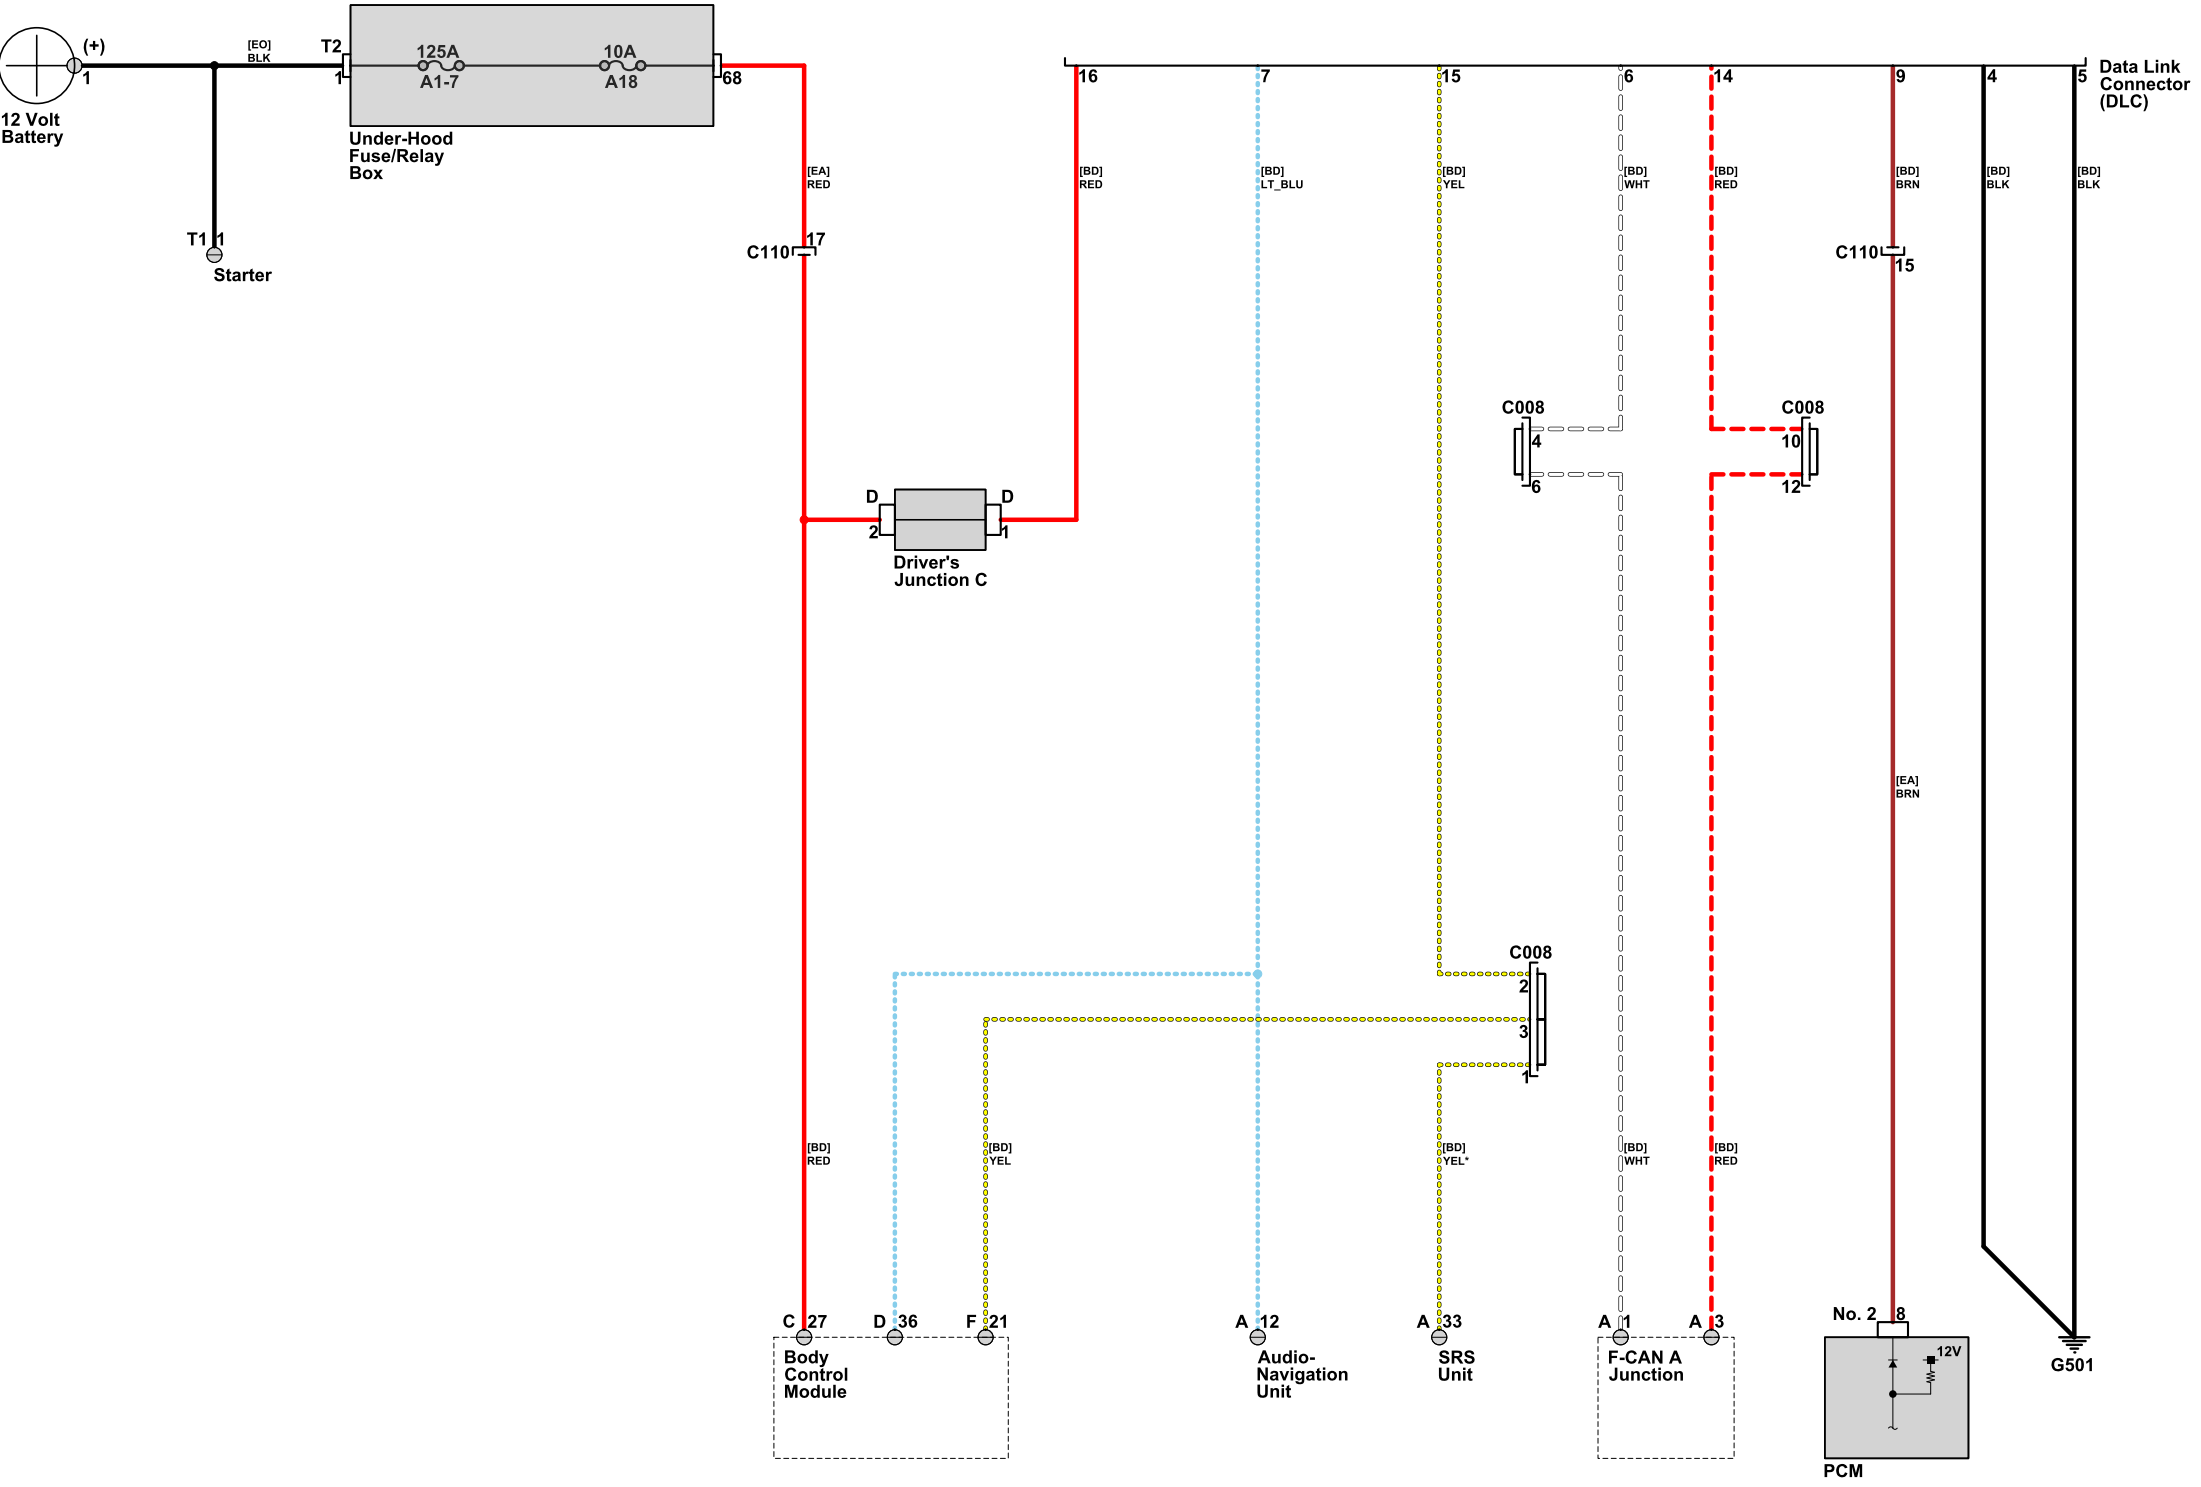 (+)
1
12 Volt
Battery
[EO]
BLK
T2
1
125A
A1-7
10A
A18
68
Under-Hood
Fuse/Relay
Box
T1
1
Starter
[EA]
RED
17
C110
16
7
15
6
14
9
4
5
Data Link
Connector
(DLC)
[BD]
RED
[BD]
LT_BLU
[BD]
YEL
[BD]
WHT
[BD]
RED
[BD]
BRN
[BD]
BLK
[BD]
BLK
C110
15
C008
4
6
C008
10
12
D
2
D
1
Driver's
Junction C
[EA]
BRN
C008
2
3
1
[BD]
RED
[BD]
YEL
[BD]
YEL*
[BD]
WHT
[BD]
RED
C
27
D
36
F
21
Body
Control
Module
A
12
Audio-
Navigation
Unit
A
33
SRS
Unit
A
1
A
3
F-CAN A
Junction
No. 2
8
12V
PCM
G501